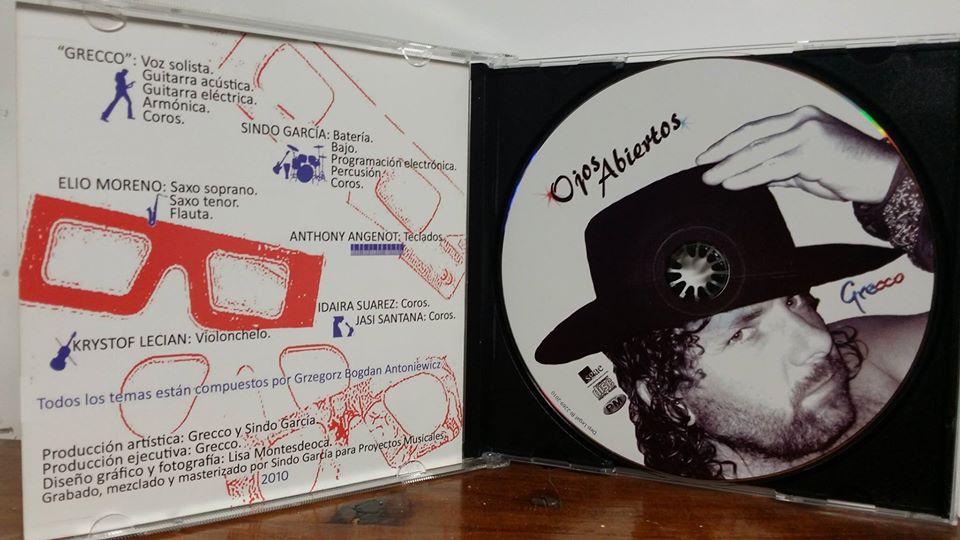 "GRECCO": Voz solista.
Guitarra acústica.
Guitarra eléctrica.
Armónica.
Coros.
SINDO GARCÍA: Batería.
Bajo.
Programación electrónica.
Percusión
Coros.
ELIO MORENO: Saxo soprano.
Saxo tenor.
Flauta.
ANTHONY ANGENOT: Teclados
IDAIRA SUAREZ: Coros.
JASI SANTANA: Coros.
KRYSTOF LECIAN: Violonchelo.
Todos los temas están compuestos por Grzegorz Bogdan Antoniewicz
Producción artística: Grecco y Sindo García.
Producción ejecutiva: Grecco.
Diseño gráfico y fotografía: Lisa Montesdeoca.
Grabado, mezclado y masterizado por Sindo García para Proyectos Musicales
2010
Ojos
Abiertos
Grecco
sgae
PM